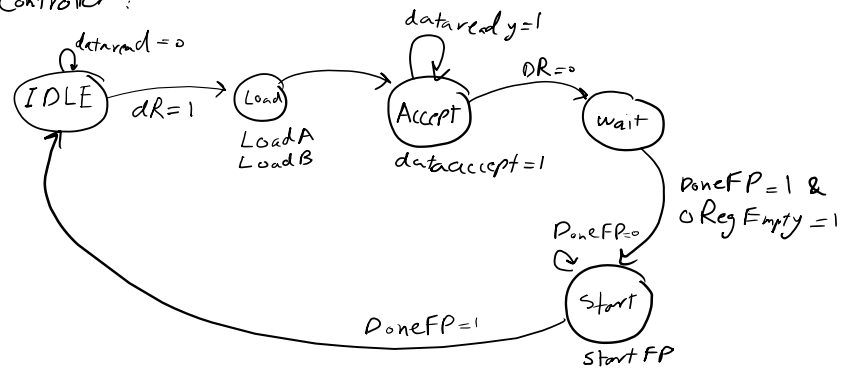 Controller :
dataread = 0
IDLE
dR = 1
Load
LoadA
LoadB
dataready = 1
Accept
dataaccept = 1
DR = 0
wait
DoneFP = 1 &
oRegEmpty = 1
DoneFP=0
Start
StartFP
DoneFP = 1